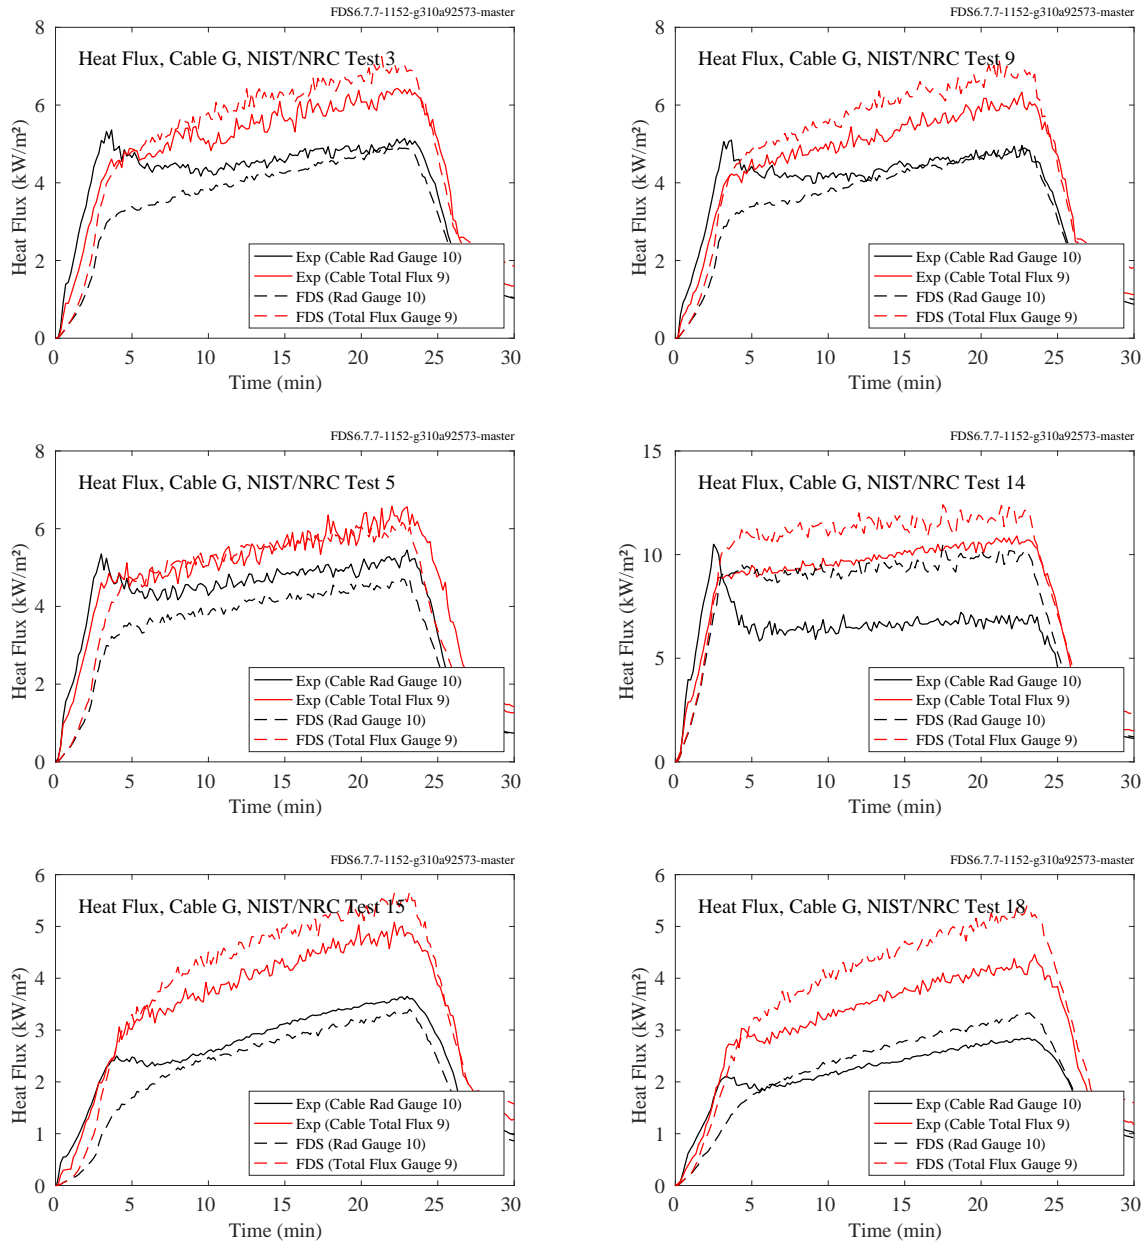 FDS6.7.7-1152-g310a92573-master
Heat Flux, Cable G, NIST/NRC Test 3
Heat Flux (kW/m²)
8
6
4
2
0
Exp (Cable Rad Gauge 10)
Exp (Cable Total Flux 9)
FDS (Rad Gauge 10)
FDS (Total Flux Gauge 9)
0 5 10 15 20 25 30
Time (min)
FDS6.7.7-1152-g310a92573-master
Heat Flux, Cable G, NIST/NRC Test 9
Heat Flux (kW/m²)
8
6
4
2
0
Exp (Cable Rad Gauge 10)
Exp (Cable Total Flux 9)
FDS (Rad Gauge 10)
FDS (Total Flux Gauge 9)
0 5 10 15 20 25 30
Time (min)
FDS6.7.7-1152-g310a92573-master
Heat Flux, Cable G, NIST/NRC Test 5
Heat Flux (kW/m²)
8
6
4
2
0
Exp (Cable Rad Gauge 10)
Exp (Cable Total Flux 9)
FDS (Rad Gauge 10)
FDS (Total Flux Gauge 9)
0 5 10 15 20 25 30
Time (min)
FDS6.7.7-1152-g310a92573-master
Heat Flux, Cable G, NIST/NRC Test 14
Heat Flux (kW/m²)
15
10
5
0
Exp (Cable Rad Gauge 10)
Exp (Cable Total Flux 9)
FDS (Rad Gauge 10)
FDS (Total Flux Gauge 9)
0 5 10 15 20 25 30
Time (min)
FDS6.7.7-1152-g310a92573-master
Heat Flux, Cable G, NIST/NRC Test 15
Heat Flux (kW/m²)
6
5
4
3
2
1
0
Exp (Cable Rad Gauge 10)
Exp (Cable Total Flux 9)
FDS (Rad Gauge 10)
FDS (Total Flux Gauge 9)
0 5 10 15 20 25 30
Time (min)
FDS6.7.7-1152-g310a92573-master
Heat Flux, Cable G, NIST/NRC Test 18
Heat Flux (kW/m²)
6
5
4
3
2
1
0
Exp (Cable Rad Gauge 10)
Exp (Cable Total Flux 9)
FDS (Rad Gauge 10)
FDS (Total Flux Gauge 9)
0 5 10 15 20 25 30
Time (min)